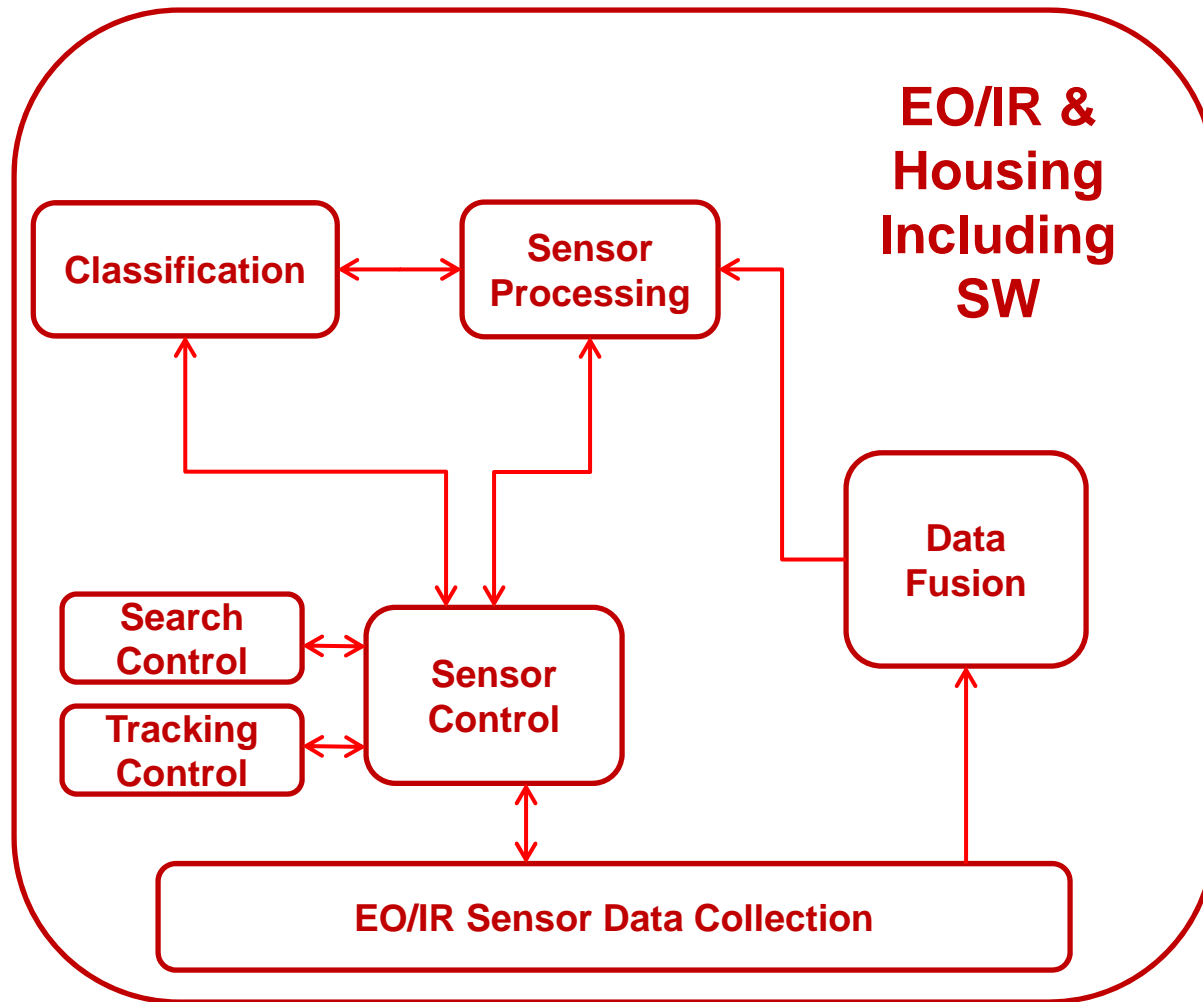 EO/IR &
Housing
Including
SW
Classification
Sensor
Processing
Data
Fusion
Search
Control
Sensor
Control
Tracking
Control
EO/IR Sensor Data Collection